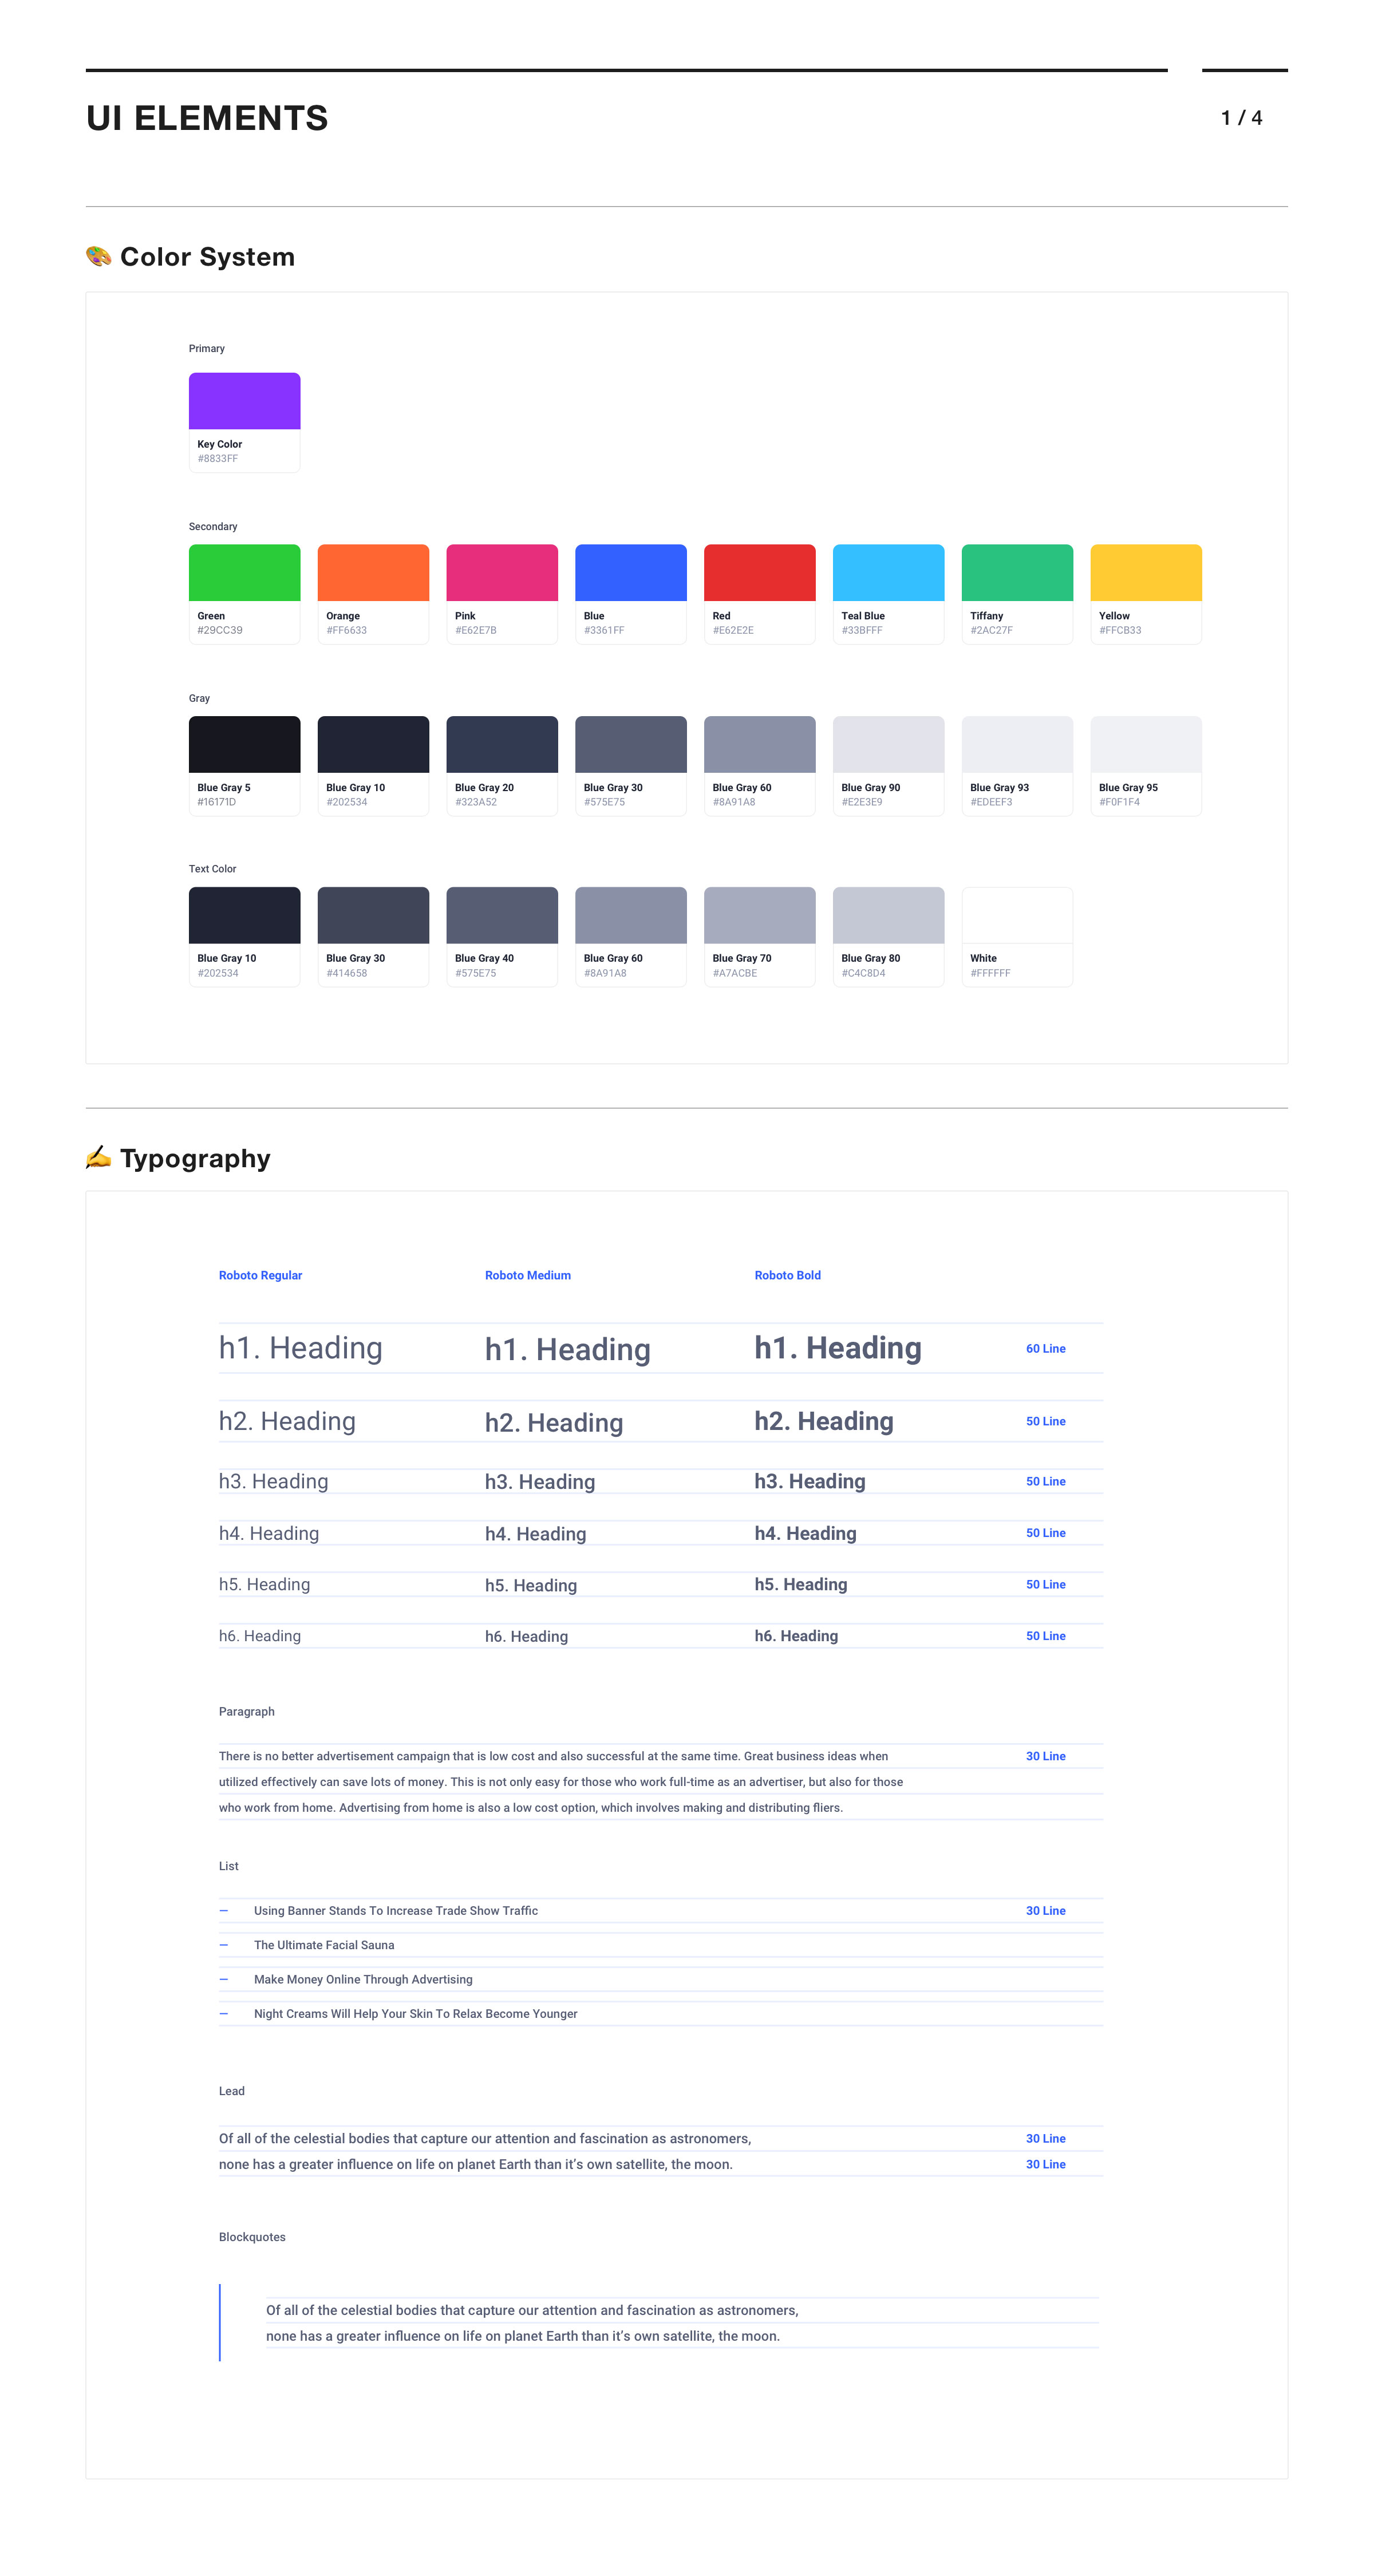 UI ELEMENTS
1 / 4
Color System
Primary
Key Color
#8833FF
Secondary
Green
#29CC39
Orange
#FF6633
Pink
#E62E7B
Blue
#3361FF
Red
#E62E2E
Teal Blue
#33BFFF
Tiffany
#2AC27F
Yellow
#FFCB33
Gray
Blue Gray 5
#16171D
Blue Gray 10
#202534
Blue Gray 20
#323A52
Blue Gray 30
#575E75
Blue Gray 60
#8A91A8
Blue Gray 90
#E2E3E9
Blue Gray 93
#EDEEF3
Blue Gray 95
#F0F1F4
Text Color
Blue Gray 10
#202534
Blue Gray 30
#414658
Blue Gray 40
#575E75
Blue Gray 60
#8A91A8
Blue Gray 70
#A7ACBE
Blue Gray 80
#C4C8D4
White
#FFFFFF
Typography
Roboto Regular Roboto Medium Roboto Bold
h1. Heading h1. Heading h1. Heading 60 Line
h2. Heading h2. Heading h2. Heading 50 Line
h3. Heading h3. Heading h3. Heading 50 Line
h4. Heading h4. Heading h4. Heading 50 Line
h5. Heading h5. Heading h5. Heading 50 Line
h6. Heading h6. Heading h6. Heading 50 Line
Paragraph
There is no better advertisement campaign that is low cost and also successful at the same time. Great business ideas when 30 Line
utilized effectively can save lots of money. This is not only easy for those who work full-time as an advertiser, but also for those
who work from home. Advertising from home is also a low cost option, which involves making and distributing fliers.
List
— Using Banner Stands To Increase Trade Show Traffic 30 Line
— The Ultimate Facial Sauna
— Make Money Online Through Advertising
— Night Creams Will Help Your Skin To Relax Become Younger
Lead
Of all of the celestial bodies that capture our attention and fascination as astronomers, 30 Line
none has a greater influence on life on planet Earth than it’s own satellite, the moon. 30 Line
Blockquotes
Of all of the celestial bodies that capture our attention and fascination as astronomers,
none has a greater influence on life on planet Earth than it’s own satellite, the moon.